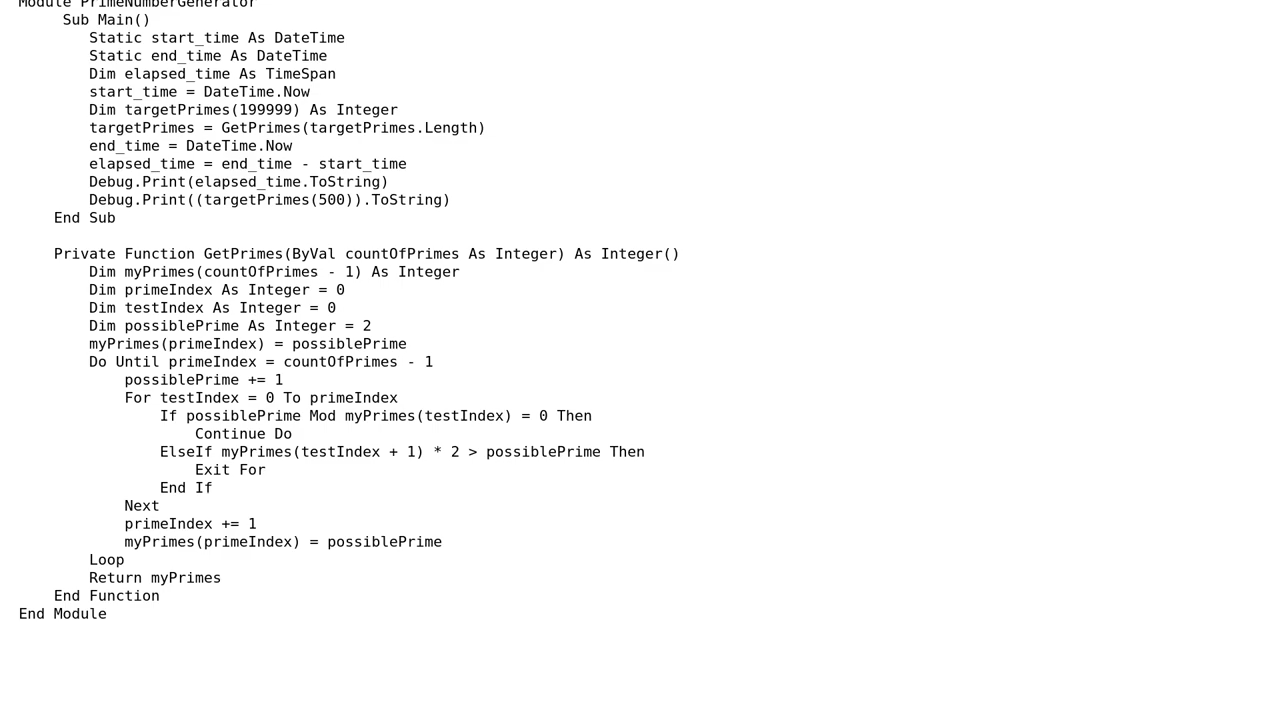 Module PrimeNumberGenerator
Sub Main()
Static start_time As DateTime
Static end_time As DateTime
Dim elapsed_time As TimeSpan
start_time = DateTime.Now
Dim targetPrimes(199999) As Integer
targetPrimes = GetPrimes(targetPrimes.Length)
end_time = DateTime.Now
elapsed_time = end_time - start_time
Debug.Print(elapsed_time.ToString)
Debug.Print((targetPrimes(500)).ToString)
End Sub
Private Function GetPrimes(ByVal countOfPrimes As Integer) As Integer()
Dim myPrimes(countOfPrimes - 1) As Integer
Dim primeIndex As Integer = 0
Dim testIndex As Integer = 0
Dim possiblePrime As Integer = 2
myPrimes(primeIndex) = possiblePrime
Do Until primeIndex = countOfPrimes - 1
possiblePrime += 1
For testIndex = 0 To primeIndex
If possiblePrime Mod myPrimes(testIndex) = 0 Then
Continue Do
ElseIf myPrimes(testIndex + 1) * 2 > possiblePrime Then
Exit For
End If
Next
primeIndex += 1
myPrimes(primeIndex) = possiblePrime
Loop
Return myPrimes
End Function
End Module